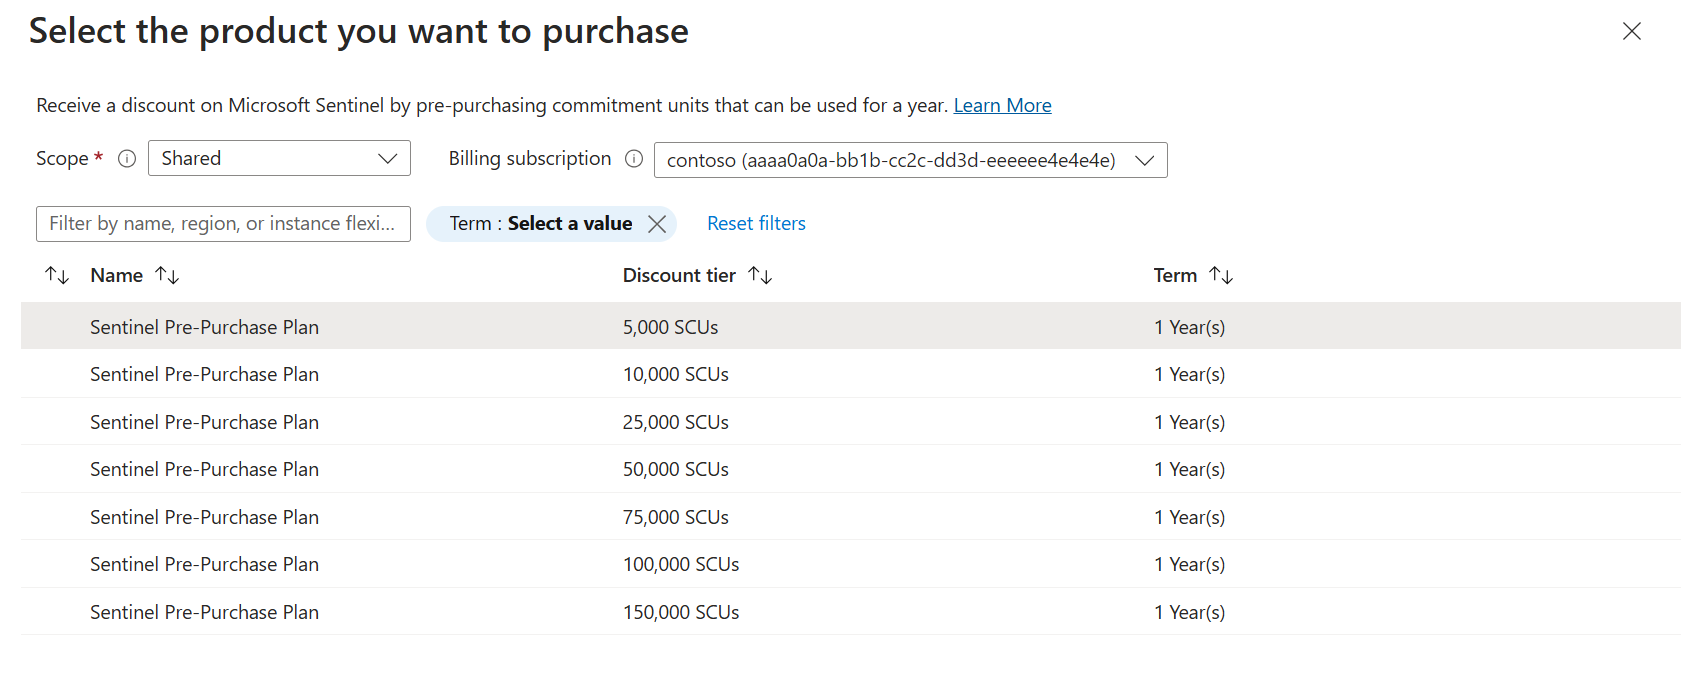 Select the product you want to purchase
Receive a discount on Microsoft Sentinel by pre-purchasing commitment units that can be used for a year. Learn More
Scope * Shared Billing subscription contoso (aaaa0a0a-bb1b-cc2c-dd3d-eeeeee4e4e4e)
Filter by name, region, or instance flexi... Term : Select a value Reset filters
Name Discount tier Term
Sentinel Pre-Purchase Plan 5,000 SCUs 1 Year(s)
Sentinel Pre-Purchase Plan 10,000 SCUs 1 Year(s)
Sentinel Pre-Purchase Plan 25,000 SCUs 1 Year(s)
Sentinel Pre-Purchase Plan 50,000 SCUs 1 Year(s)
Sentinel Pre-Purchase Plan 75,000 SCUs 1 Year(s)
Sentinel Pre-Purchase Plan 100,000 SCUs 1 Year(s)
Sentinel Pre-Purchase Plan 150,000 SCUs 1 Year(s)